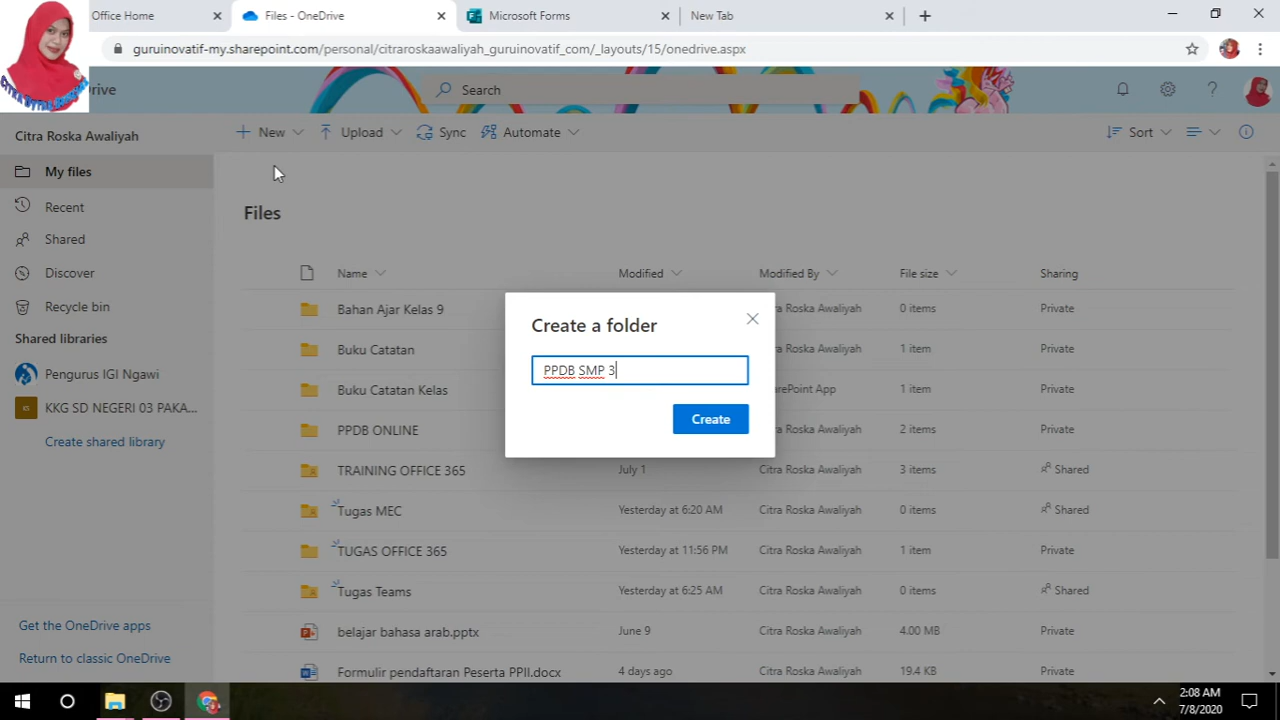 Office Home
Files - OneDrive
Microsoft Forms
New Tab
guruinovatif-my.sharepoint.com/personal/citraroskaawaliyah_guruinovatif_com/_layouts/15/onedrive.aspx
Search
Citra Roska Awaliyah
New
Upload
Sync
Automate
Sort
My files
Recent
Shared
Discover
Recycle bin
Shared libraries
Pengurus IGI Ngawi
KKG SD NEGERI 03 PAKA...
Create shared library
Get the OneDrive apps
Return to classic OneDrive
Files
Name Modified Modified By File size Sharing
Bahan Ajar Kelas 9 Citra Roska Awaliyah 0 items Private
Buku Catatan Citra Roska Awaliyah 1 item Private
Buku Catatan Kelas 1 item Private
PPDB ONLINE Citra Roska Awaliyah 2 items Private
TRAINING OFFICE 365 July 1 Citra Roska Awaliyah 3 items Shared
Tugas MEC Yesterday at 6:20 AM Citra Roska Awaliyah 0 items Shared
TUGAS OFFICE 365 Yesterday at 11:56 PM Citra Roska Awaliyah 1 item Private
Tugas Teams Yesterday at 6:25 AM Citra Roska Awaliyah 0 items Shared
belajar bahasa arab.pptx June 9 Citra Roska Awaliyah 4.00 MB Private
Formulir pendaftaran Peserta PPII.docx 4 days ago Citra Roska Awaliyah 19.4 KB Private
Create a folder
PPDB SMP 3
Create
2:08 AM
7/8/2020